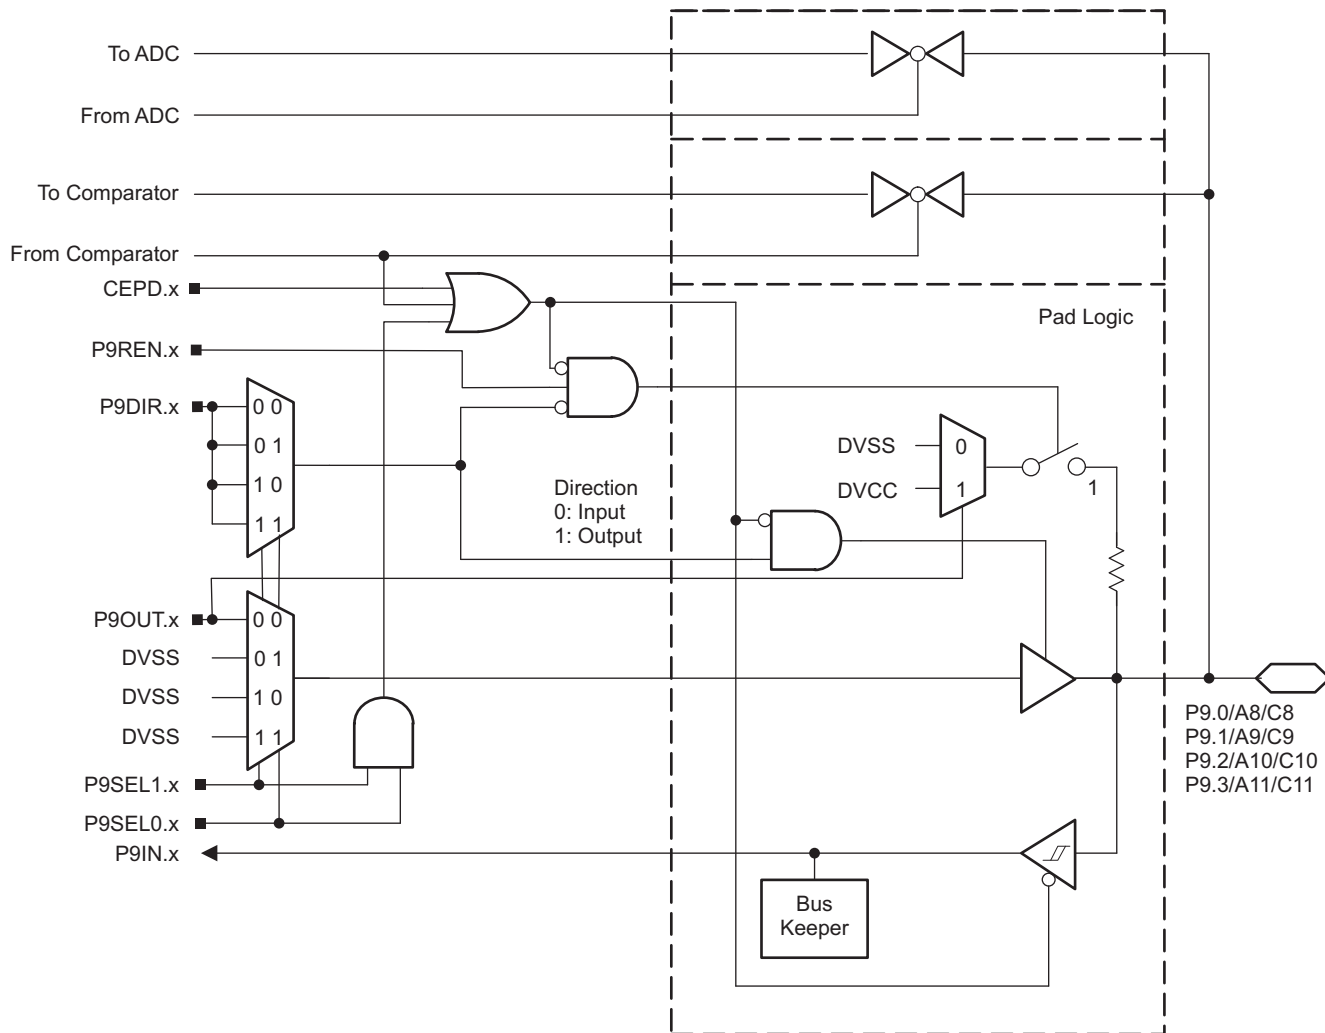 To ADC
From ADC
To Comparator
From Comparator
CEPD.x
Pad Logic
P9REN.x
P9DIR.x
0 0
0 1
1 0
1 1
DVSS
0
DVCC
1
1
Direction
0: Input
1: Output
P9OUT.x
0 0
DVSS
0 1
DVSS
1 0
DVSS
1 1
P9.0/A8/C8
P9.1/A9/C9
P9.2/A10/C10
P9.3/A11/C11
P9SEL1.x
P9SEL0.x
P9IN.x
Bus
Keeper